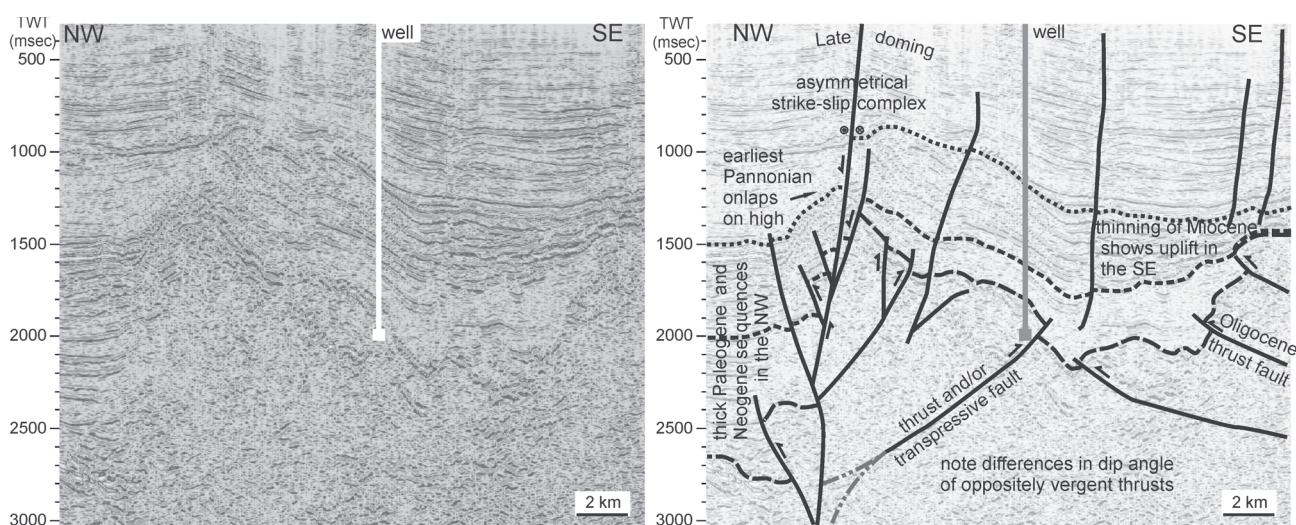 TWT
(msec)
NW
well
SE
500
1000
1500
2000
2500
3000
2 km
TWT
(msec)
NW
Late doming
well
SE
500
asymmetrical
strike-slip complex
1000
earliest
Pannonian
onlaps
on high
1500
thinning of Miocene
shows uplift in
the SE
thick Paleogene and
Neogene sequences
in the NW
2000
Oligocene
thrust fault
thrust and/or
transpressive fault
2500
note differences in dip angle
of oppositely vergent thrusts
3000
2 km